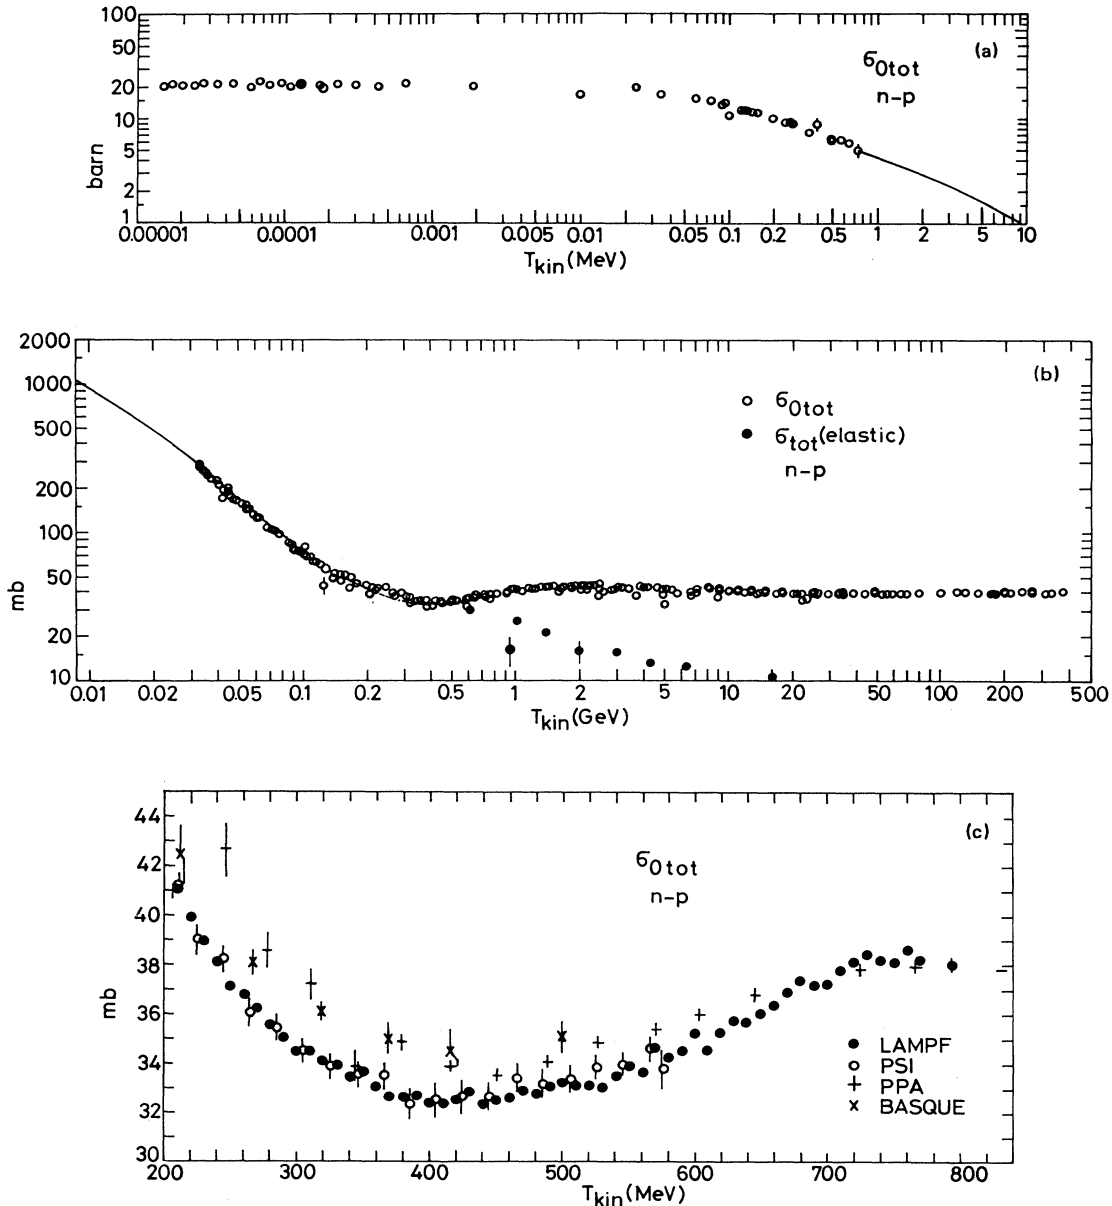 100
(a)
50
σ0tot
n-p
20
10
5
2
1
barn
0.00001 0.0001 0.001 0.005 0.01 0.05 0.1 0.2 0.5 1 2 5 10
Tkin(MeV)
2000
(b)
1000
σ0tot
500
σtot(elastic)
n-p
200
100
50
20
10
mb
0.01 0.02 0.05 0.1 0.2 0.5 1 2 5 10 20 50 100 200 500
Tkin(GeV)
44
(c)
σ0tot
42
n-p
40
38
36
34
32
30
mb
LAMPF
PSI
PPA
BASQUE
200 300 400 500 600 700 800
Tkin(MeV)